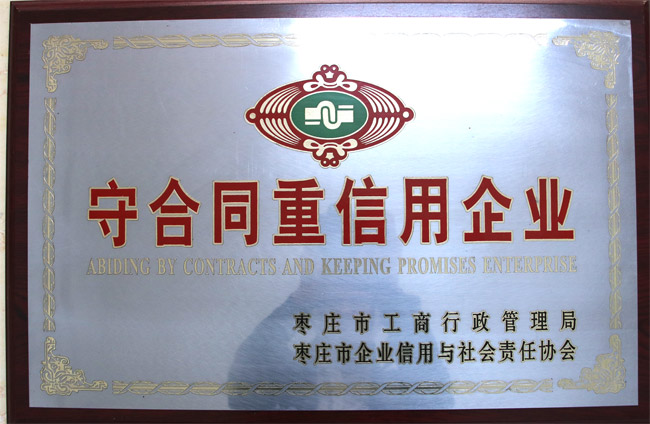 守合同重信用企业
ABIDING BY CONTRACTS AND KEEPING PROMISES ENTERPRISE
枣庄市工商行政管理局
枣庄市企业信用与社会责任协会